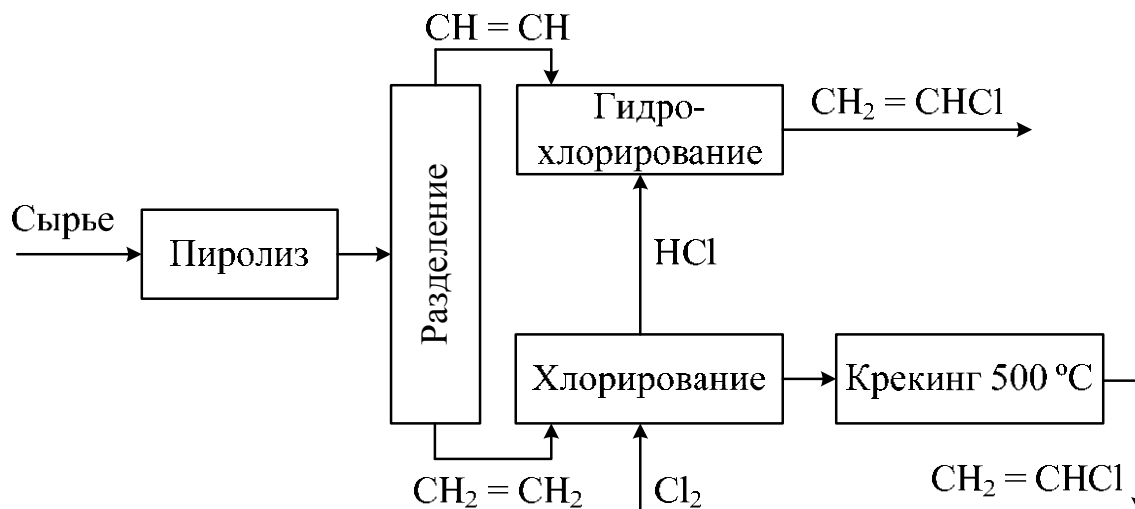 CH = CH
Гидро-
хлорирование
CH₂ = CHCl
Сырье
Пиролиз
Разделение
HCl
Хлорирование
Крекинг 500 ºC
CH₂ = CH₂
Cl₂
CH₂ = CHCl